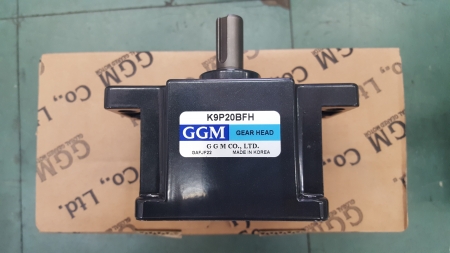 K9P20BFH
GGM GEAR HEAD
G G M CO., LTD.
MADE IN KOREA
GGM Co., Ltd.
GGM Co., Ltd.